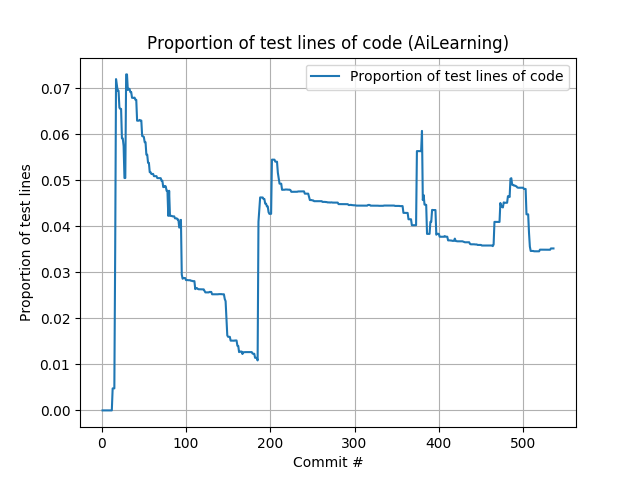 Proportion of test lines of code (AiLearning)
Proportion of test lines of code
Proportion of test lines
0.07
0.06
0.05
0.04
0.03
0.02
0.01
0.00
0 100 200 300 400 500
Commit #